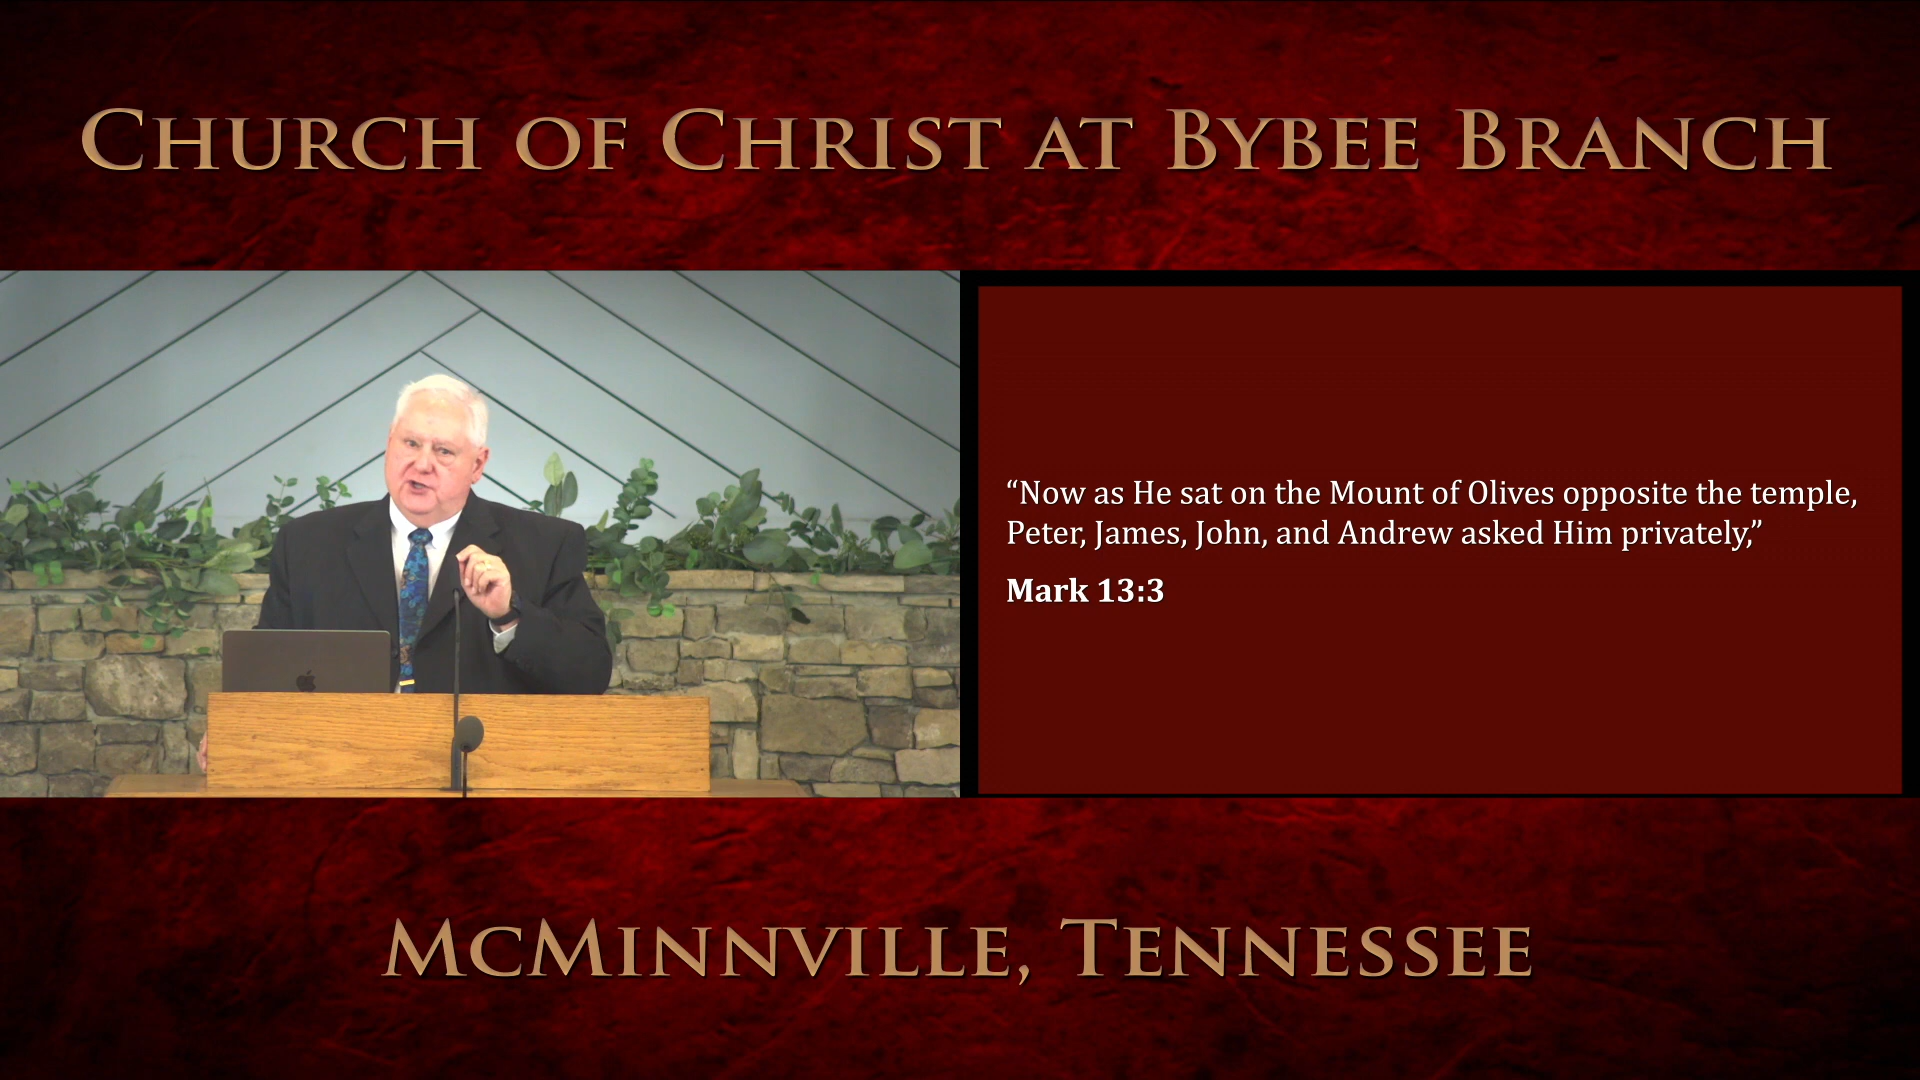 Church of Christ at Bybee Branch
“Now as He sat on the Mount of Olives opposite the temple,
Peter, James, John, and Andrew asked Him privately,”
Mark 13:3
McMinnville, Tennessee